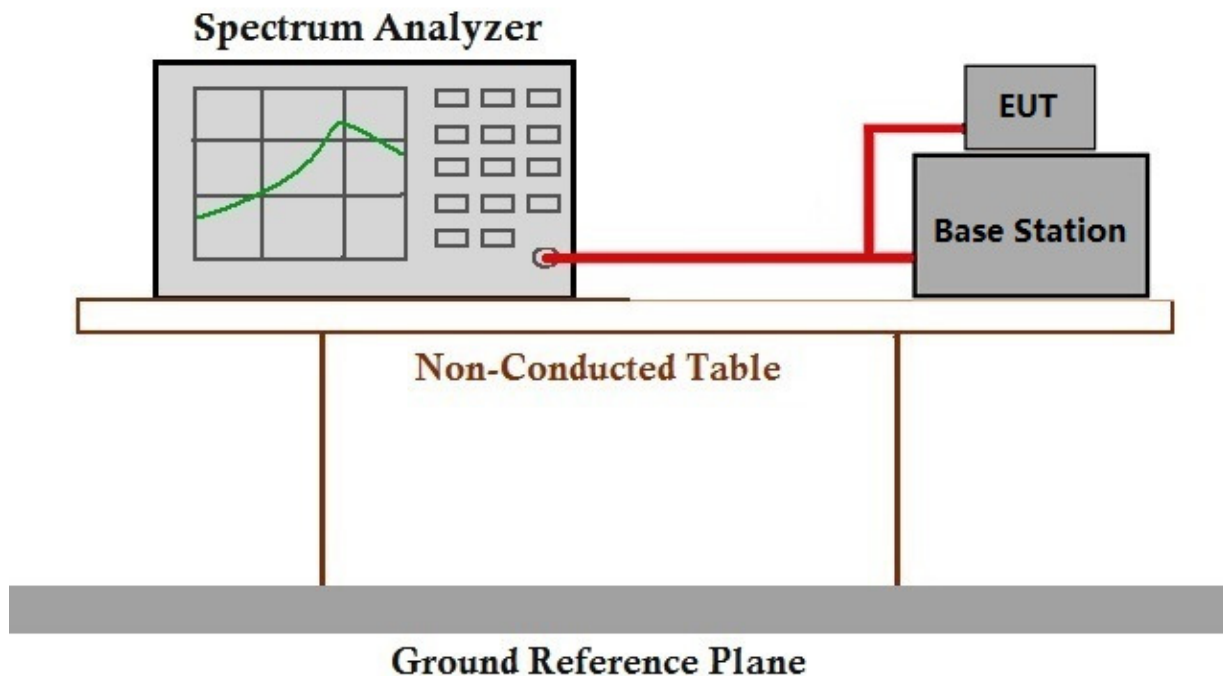 Spectrum Analyzer
EUT
Base Station
Non-Conducted Table
Ground Reference Plane